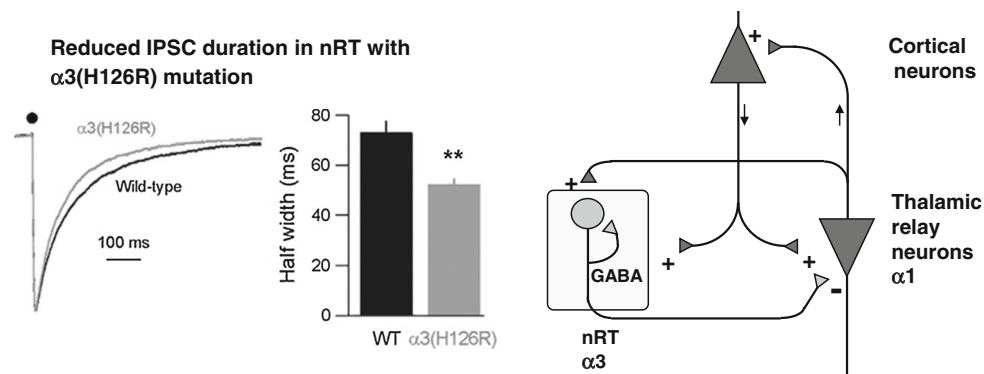 Reduced IPSC duration in nRT with
α3(H126R) mutation
α3(H126R)
Wild-type
100 ms
Half width (ms)
80
60
40
20
0
**
WT α3(H126R)
Cortical
neurons
+
+
Thalamic
relay
neurons
α1
+
+
GABA
-
nRT
α3